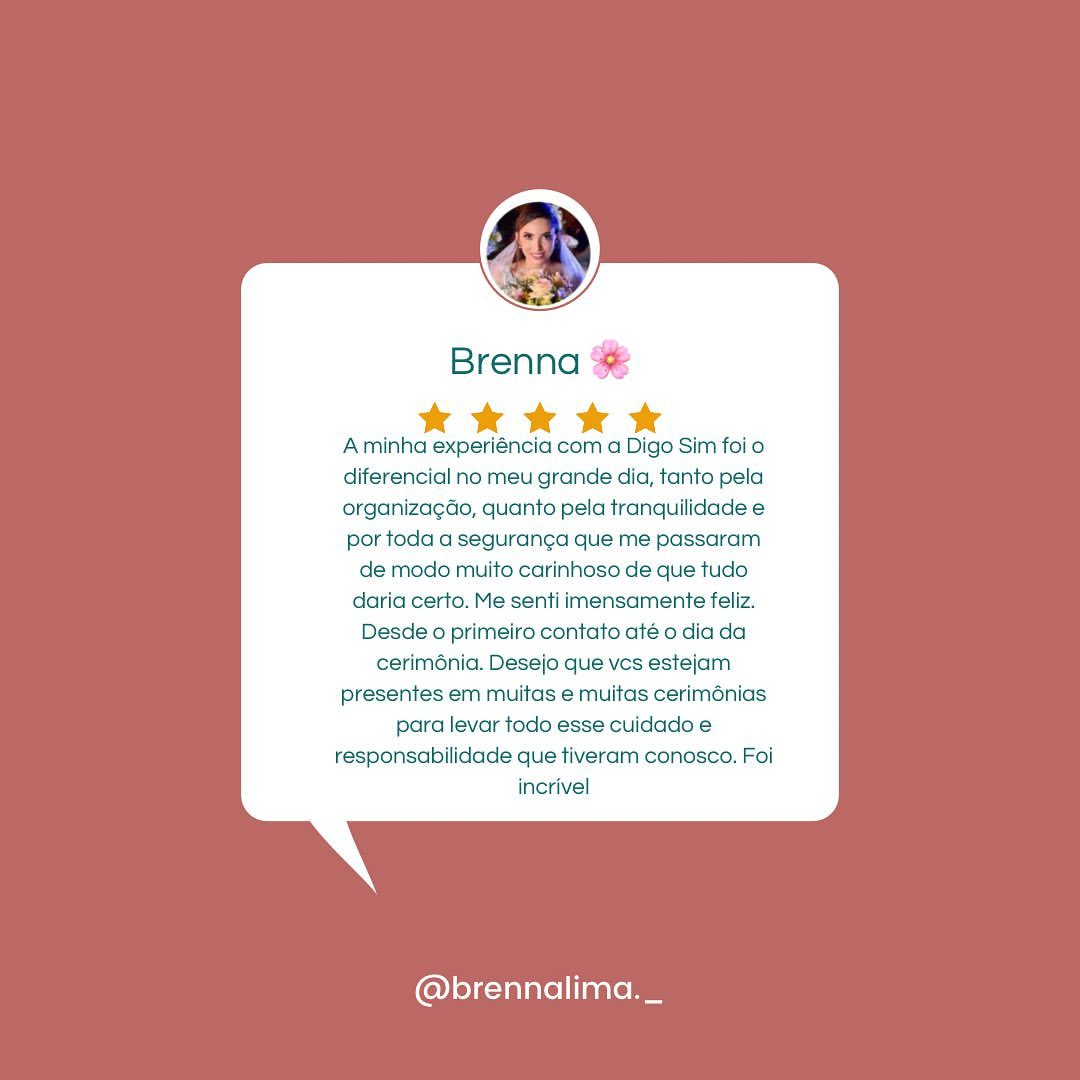 Brenna 🌸
A minha experiência com a Digo Sim foi o
diferencial no meu grande dia, tanto pela
organização, quanto pela tranquilidade e
por toda a segurança que me passaram
de modo muito carinhoso de que tudo
daria certo. Me senti imensamente feliz.
Desde o primeiro contato até o dia da
cerimônia. Desejo que vcs estejam
presentes em muitas e muitas cerimônias
para levar todo esse cuidado e
responsabilidade que tiveram conosco. Foi
incrível
@brennalima._